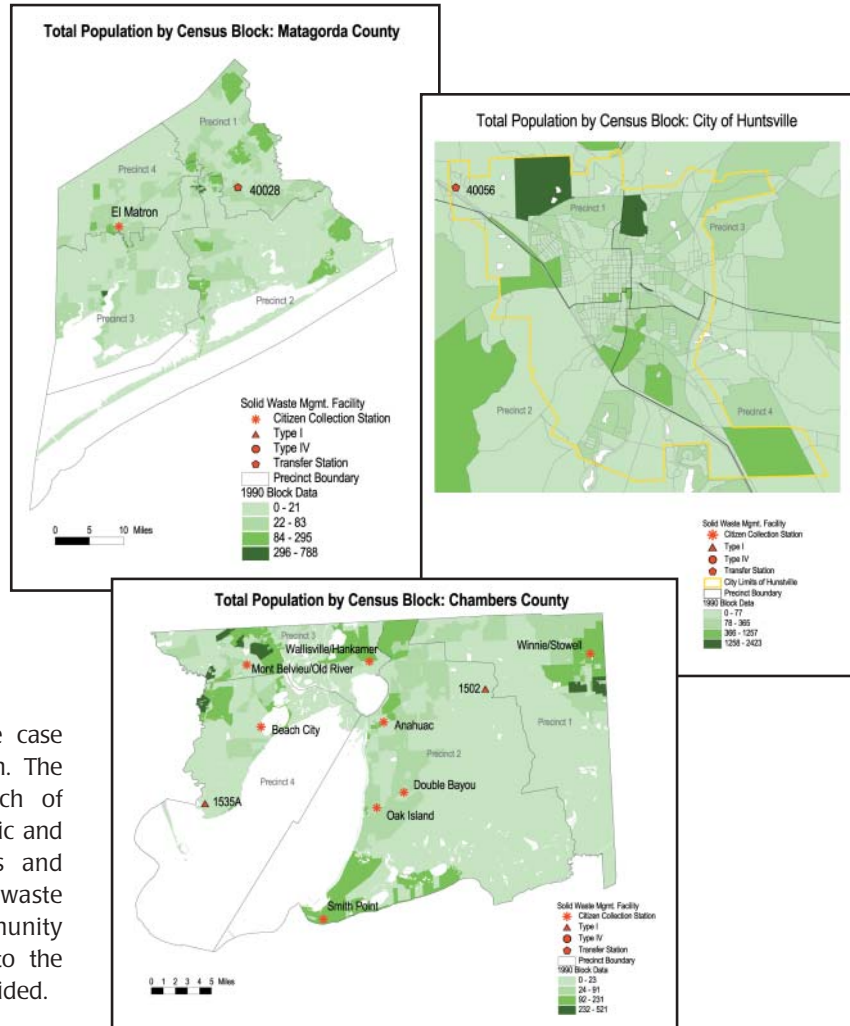 Total Population by Census Block: Matagorda County
Precinct 1
Precinct 4
40028
El Matron
Precinct 2
Precinct 3
Solid Waste Mgmt. Facility
Citizen Collection Station
Type I
Type IV
Transfer Station
Precinct Boundary
1990 Block Data
0 - 21
22 - 83
84 - 295
296 - 788
0 5 10 Miles
Total Population by Census Block: City of Huntsville
40056
Precinct 1
Precinct 3
Precinct 2
Precinct 4
Solid Waste Mgmt. Facility
Citizen Collection Station
Type I
Type IV
Transfer Station
City Limits of Hunstville
Precinct Boundary
1990 Block Data
0 - 77
78 - 365
366 - 1257
1258 - 2423
Total Population by Census Block: Chambers County
Precinct 3
Wallisville/Hankamer
Winnie/Stowell
Mont Belvieu/Old River
1502
Precinct 1
Anahuac
Beach City
Precinct 2
Precinct 4
Double Bayou
1535A
Oak Island
Smith Point
Solid Waste Mgmt. Facility
Citizen Collection Station
Type I
Type IV
Transfer Station
Precinct Boundary
1990 Block Data
0 - 23
24 - 91
92 - 231
232 - 521
0 1 2 3 4 5 Miles
e case
n. The
ch of
ic and
s and
waste
munity
to the
ided.